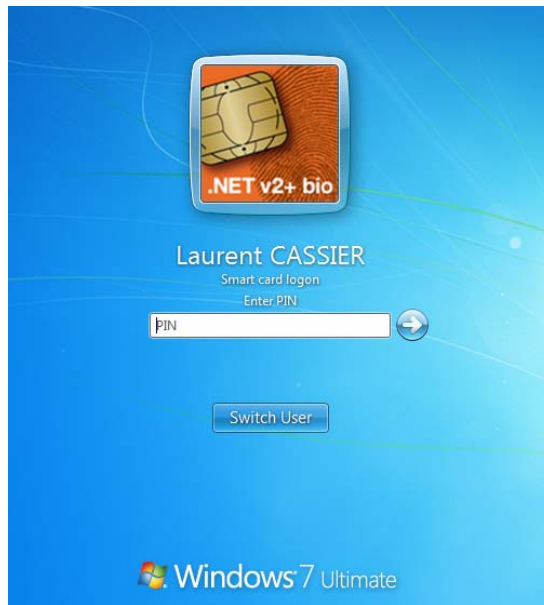 .NET v2+ bio
Laurent CASSIER
Smart card logon
Enter PIN
PIN
Switch User
Windows 7 Ultimate